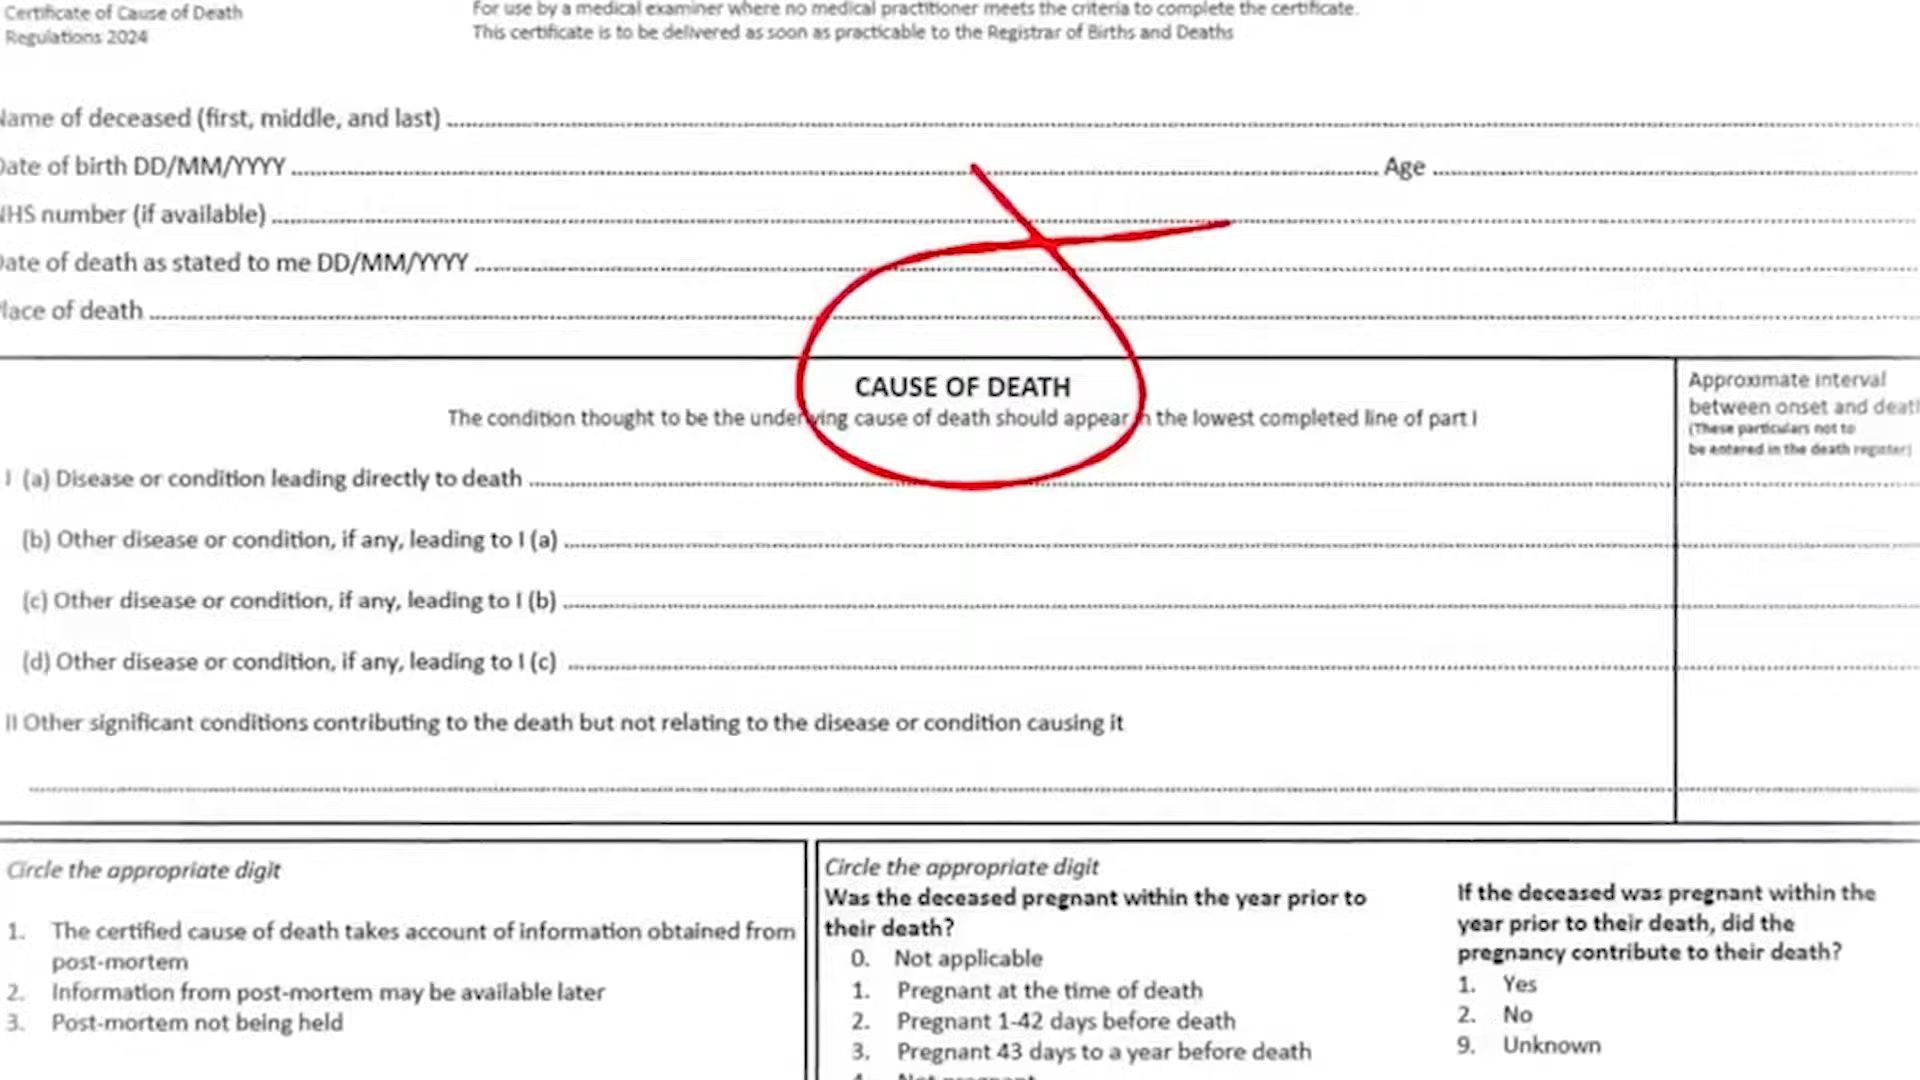 Certificate of Cause of Death
Regulations 2024
For use by a medical examiner where no medical practitioner meets the criteria to complete the certificate.
This certificate is to be delivered as soon as practicable to the Registrar of Births and Deaths
Name of deceased (first, middle, and last)
Date of birth DD/MM/YYYY Age
NHS number (if available)
Date of death as stated to me DD/MM/YYYY
Place of death
CAUSE OF DEATH
The condition thought to be the underlying cause of death should appear in the lowest completed line of part I
Approximate interval
between onset and death
(These particulars not to
be entered in the death register)
I (a) Disease or condition leading directly to death
(b) Other disease or condition, if any, leading to I (a)
(c) Other disease or condition, if any, leading to I (b)
(d) Other disease or condition, if any, leading to I (c)
II Other significant conditions contributing to the death but not relating to the disease or condition causing it
Circle the appropriate digit
1. The certified cause of death takes account of information obtained from
post-mortem
2. Information from post-mortem may be available later
3. Post-mortem not being held
Circle the appropriate digit
Was the deceased pregnant within the year prior to
their death?
0. Not applicable
1. Pregnant at the time of death
2. Pregnant 1-42 days before death
3. Pregnant 43 days to a year before death
4. Not pregnant
If the deceased was pregnant within the
year prior to their death, did the
pregnancy contribute to their death?
1. Yes
2. No
9. Unknown